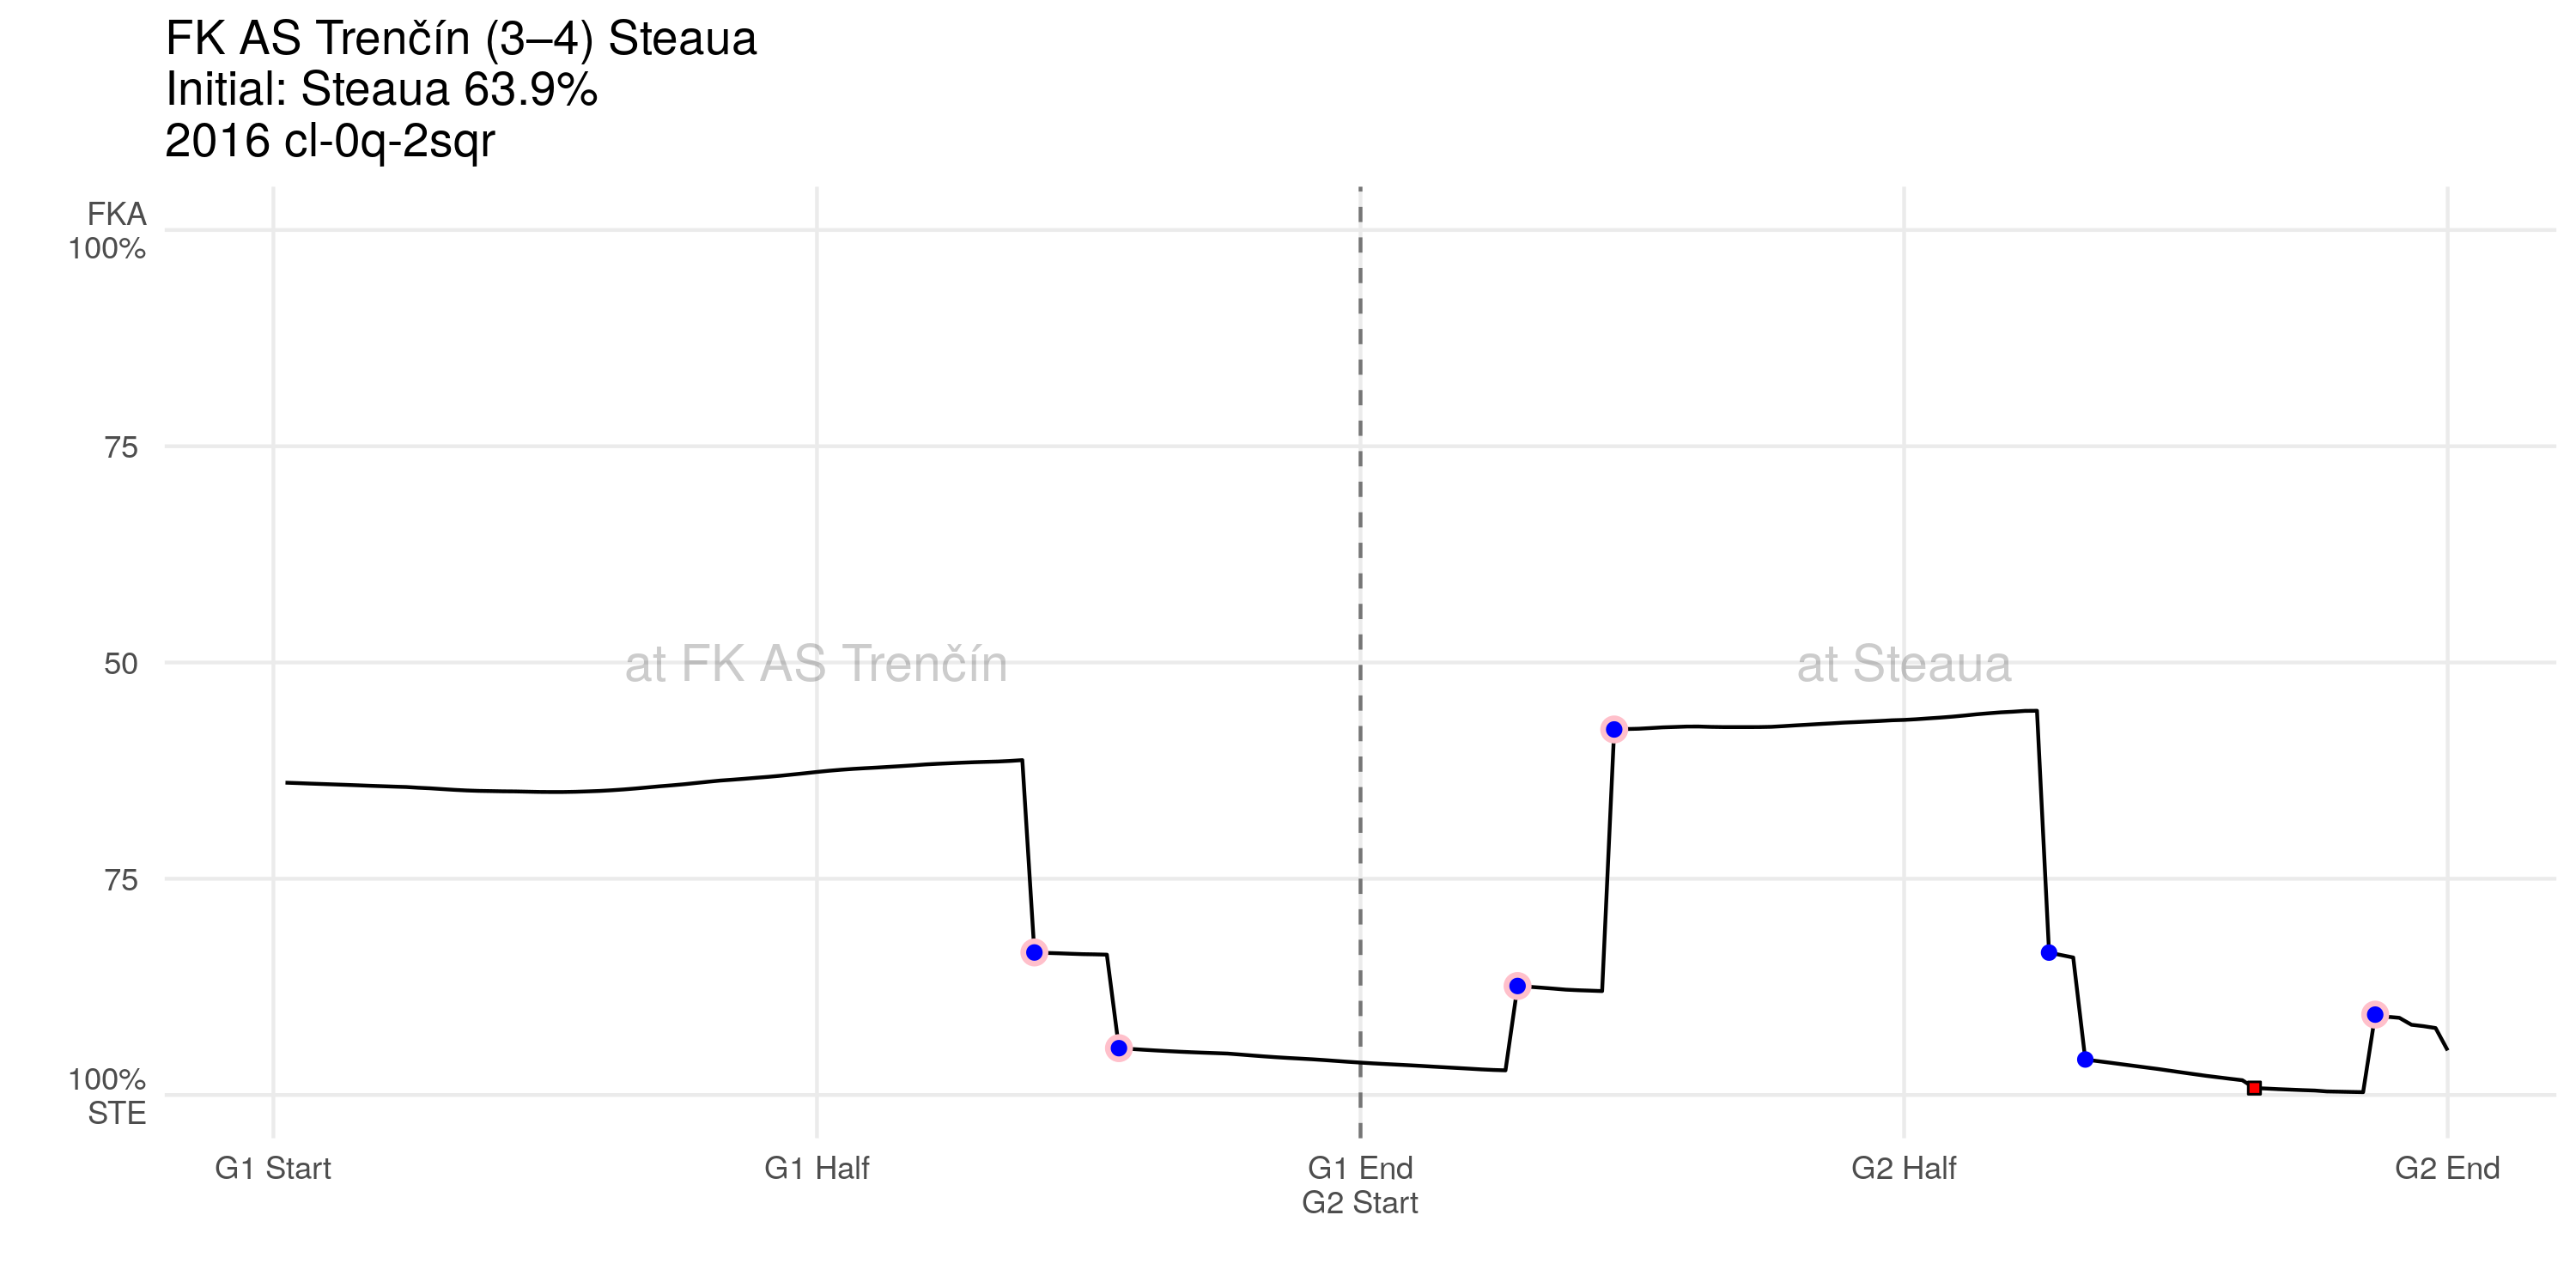 FK AS Trenčín (3–4) Steaua
Initial: Steaua 63.9%
2016 cl-0q-2sqr
FKA
100%
75
50
75
100%
STE
at FK AS Trenčín
at Steaua
G1 Start
G1 Half
G1 End
G2 Start
G2 Half
G2 End